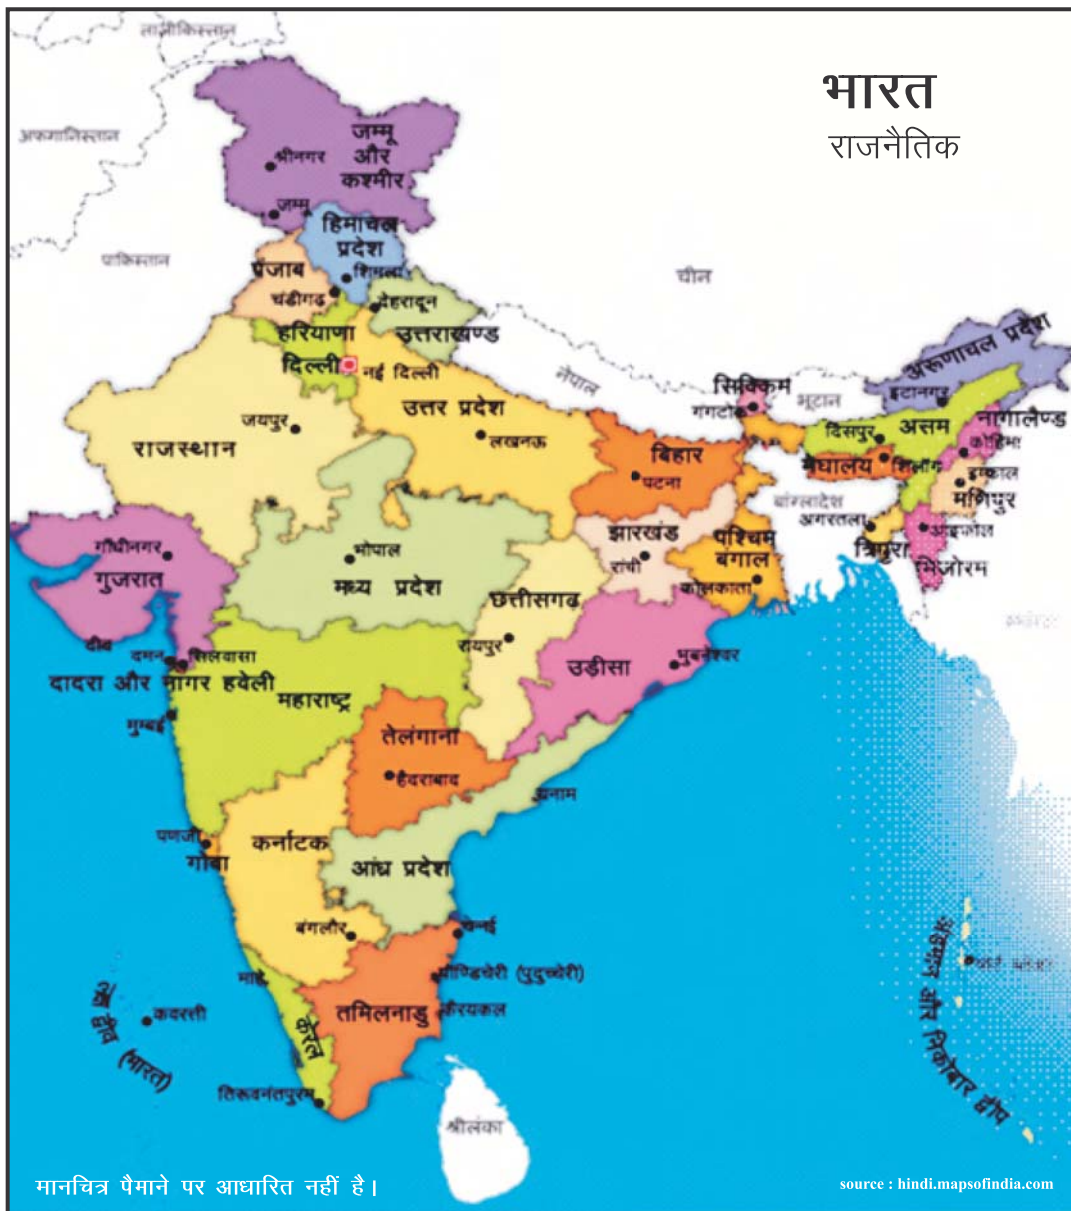 भारत
राजनैतिक
अफगानिस्तान
पाकिस्तान
चीन
नेपाल
भूटान
बांग्लादेश
श्रीलंका
जम्मू
और
कश्मीर
श्रीनगर
जम्मू
हिमाचल
प्रदेश
शिमला
पंजाब
चंडीगढ़
देहरादून
उत्तराखण्ड
हरियाणा
दिल्ली
नई दिल्ली
उत्तर प्रदेश
लखनऊ
जयपुर
राजस्थान
बिहार
पटना
सिक्किम
गंगटोक
अरूणाचल प्रदेश
इटानगर
असम
दिसपुर
नागालैण्ड
कोहिमा
मेघालय
शिलौंग
इम्फाल
मणिपुर
अगरतला
त्रिपुरा
आइजोल
मिजोरम
झारखंड
रांची
पश्चिम
बंगाल
कोलकाता
गाँधीनगर
गुजरात
भोपाल
मध्य प्रदेश
छत्तीसगढ़
रायपुर
उड़ीसा
भुबनेश्वर
दीव
दमन
सिलवासा
दादरा और नागर हवेली
मुम्बई
महाराष्ट्र
तेलंगाना
हैदराबाद
यनाम
पणजी
गोवा
कर्नाटक
आंध्र प्रदेश
बंगलौर
चेन्नई
माहे
पॉण्डिचेरी (पुदुच्चेरी)
तमिलनाडु
कैरयकल
केरल
तिरूवनंतपुरम
कवरत्ती
(भारत)
अंडमान और निकोबार द्वीप
मानचित्र पैमाने पर आधारित नहीं है।
source : hindi.mapsofindia.com